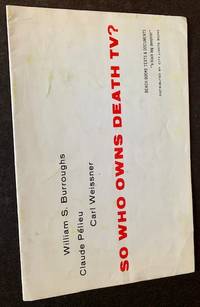 William S. Burroughs
Claude Pélieu
Carl Weissner
SO WHO OWNS DEATH TV?
BEACH BOOKS TEXTS & DOCUMENTS
DISTRIBUTED BY CITY LIGHTS BOOKS